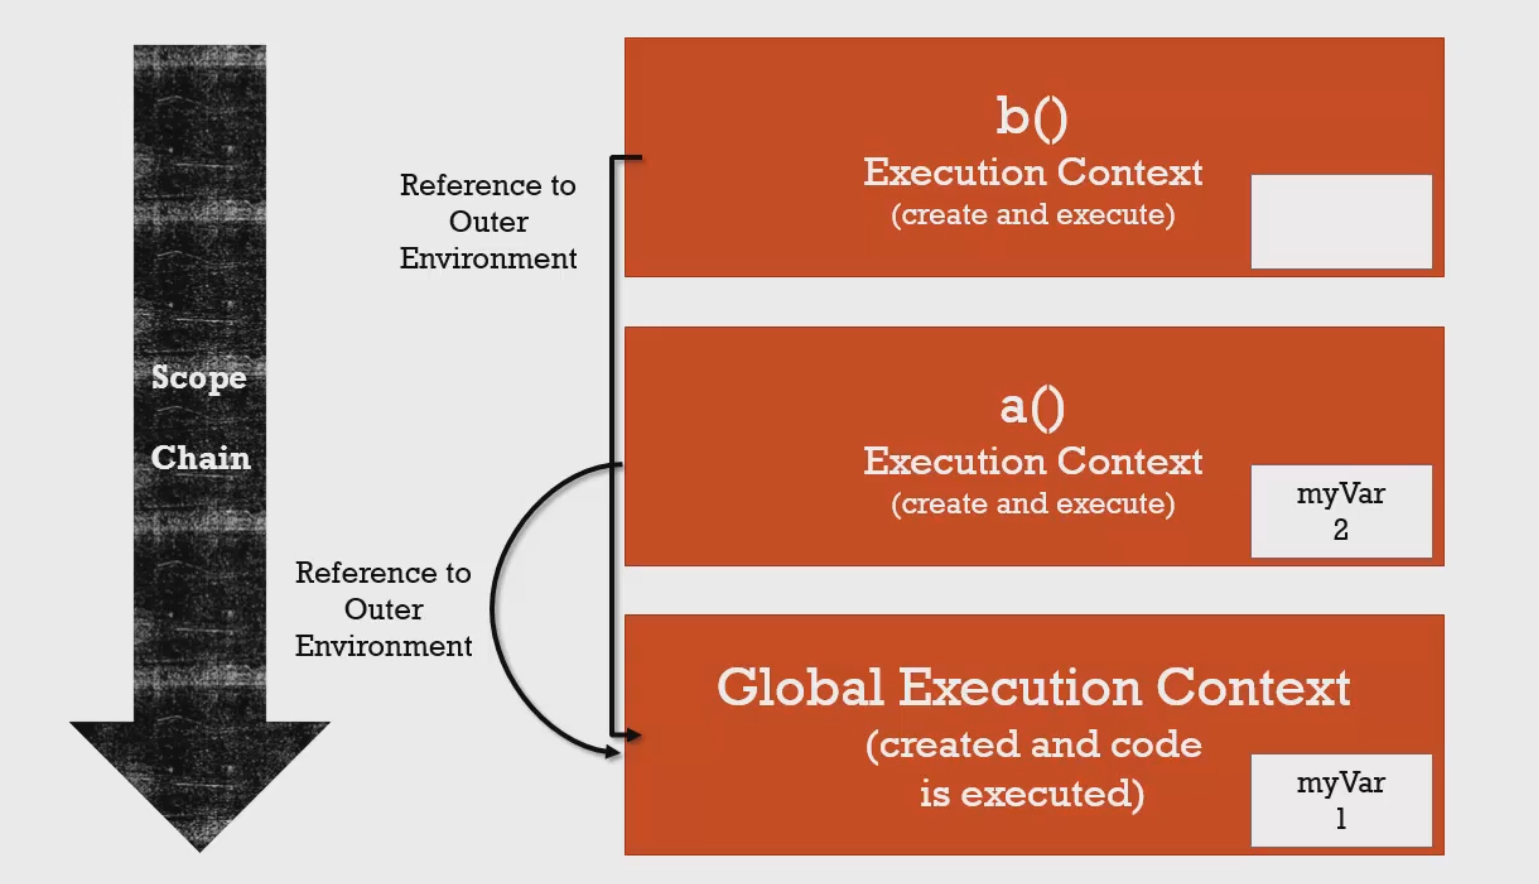 Scope
Chain
Reference to
Outer
Environment
Reference to
Outer
Environment
b()
Execution Context
(create and execute)
a()
Execution Context
(create and execute)
myVar
2
Global Execution Context
(created and code
is executed)
myVar
1